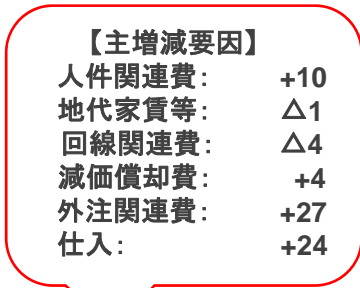 【主増減要因】
人件関連費： +10
地代家賃等： △1
回線関連費： △4
減価償却費： +4
外注関連費： +27
仕入： +24